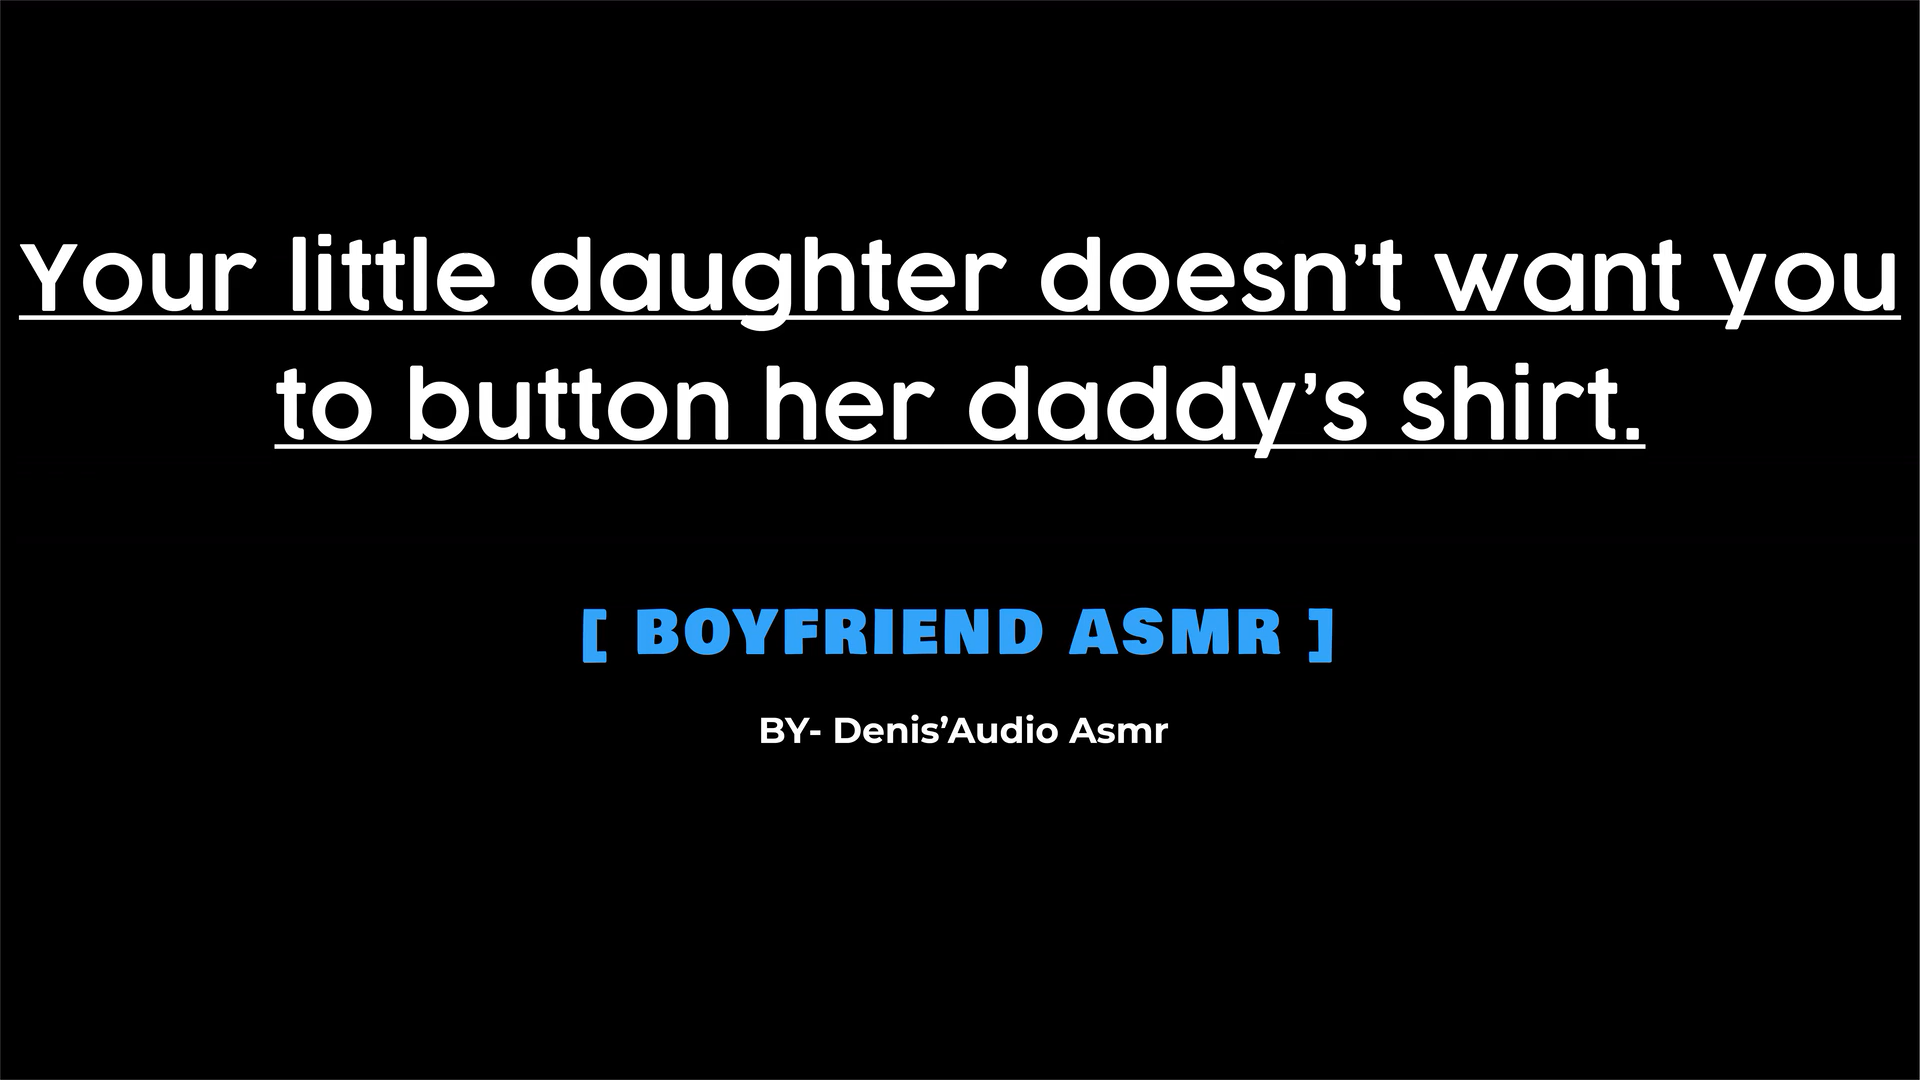 Your little daughter doesn’t want you
to button her daddy’s shirt.
[ BOYFRIEND ASMR ]
BY- Denis’Audio Asmr